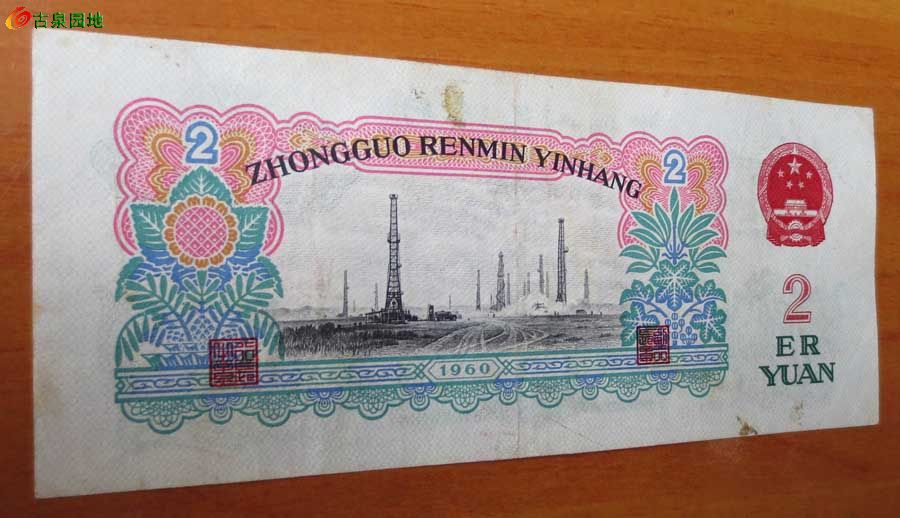 古泉园地
2
2
ZHONGGUO RENMIN YINHANG
2
ER
YUAN
1960